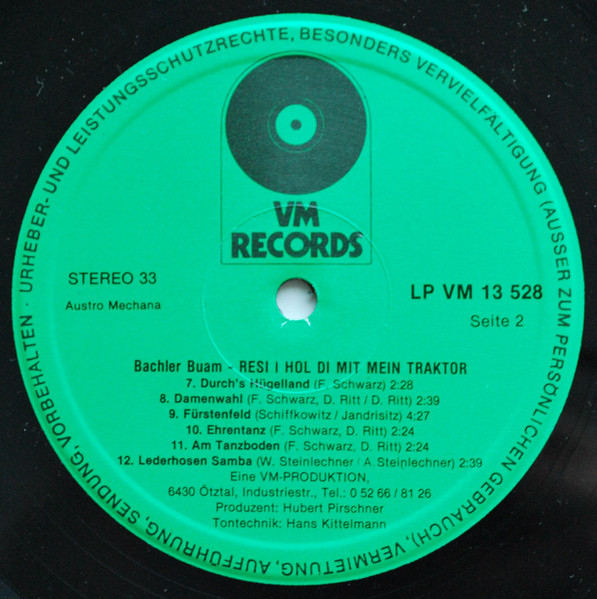 URHEBER- UND LEISTUNGSSCHUTZRECHTE, BESONDERS VERVIELFÄLTIGUNG (AUSSER ZUM PERSÖNLICHEN GEBRAUCH), VERMIETUNG, AUFFÜHRUNG, SENDUNG, VORBEHALTEN ·
VM
RECORDS
STEREO 33
Austro Mechana
LP VM 13 528
Seite 2
Bachler Buam - RESI I HOL DI MIT MEIN TRAKTOR
7. Durch's Hügelland (F. Schwarz) 2:28
8. Damenwahl (F. Schwarz, D. Ritt / D. Ritt) 2:39
9. Fürstenfeld (Schiffkowitz / Jandrisitz) 4:27
10. Ehrentanz (F. Schwarz, D. Ritt) 2:24
11. Am Tanzboden (F. Schwarz, D. Ritt) 2:24
12. Lederhosen Samba (W. Steinlechner / A. Steinlechner) 2:39
Eine VM-PRODUKTION,
6430 Ötztal, Industriestr., Tel.: 0 52 66 / 81 26
Produzent: Hubert Pirschner
Tontechnik: Hans Kittelmann